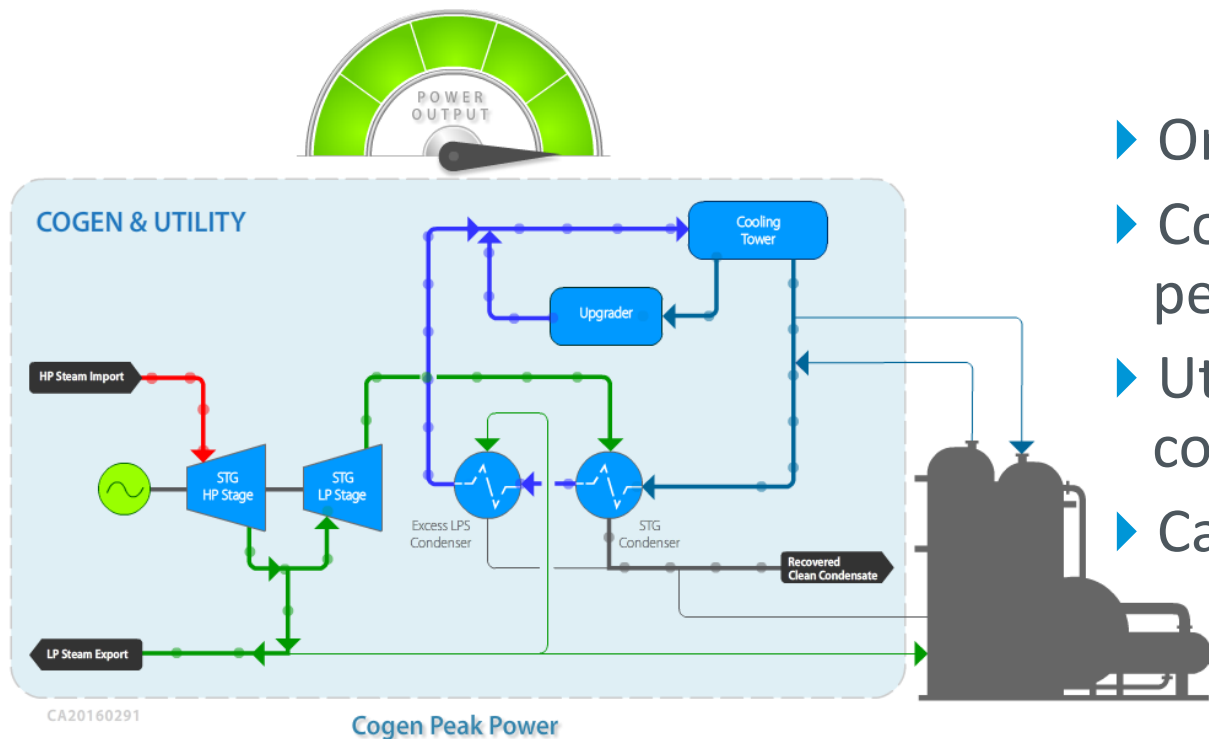 POWER
OUTPUT
COGEN & UTILITY
Cooling
Tower
Upgrader
HP Steam Import
STG
HP Stage
STG
LP Stage
Excess LPS
Condenser
STG
Condenser
Recovered
Clean Condensate
LP Steam Export
CA20160291
Cogen Peak Power